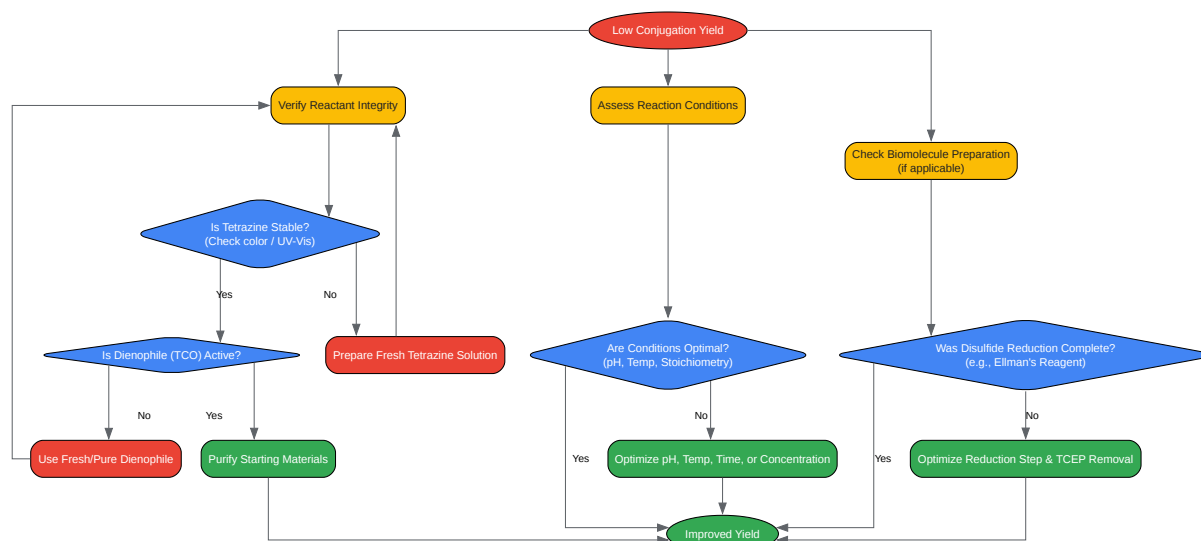 Low Conjugation Yield
Verify Reactant Integrity
Assess Reaction Conditions
Check Biomolecule Preparation
(if applicable)
Is Tetrazine Stable?
(Check color / UV-Vis)
Yes
No
Is Dienophile (TCO) Active?
Prepare Fresh Tetrazine Solution
Are Conditions Optimal?
(pH, Temp, Stoichiometry)
Was Disulfide Reduction Complete?
(e.g., Ellman's Reagent)
No
Yes
No
No
Use Fresh/Pure Dienophile
Purify Starting Materials
Yes
Optimize pH, Temp, Time, or Concentration
Yes
Optimize Reduction Step & TCEP Removal
Improved Yield